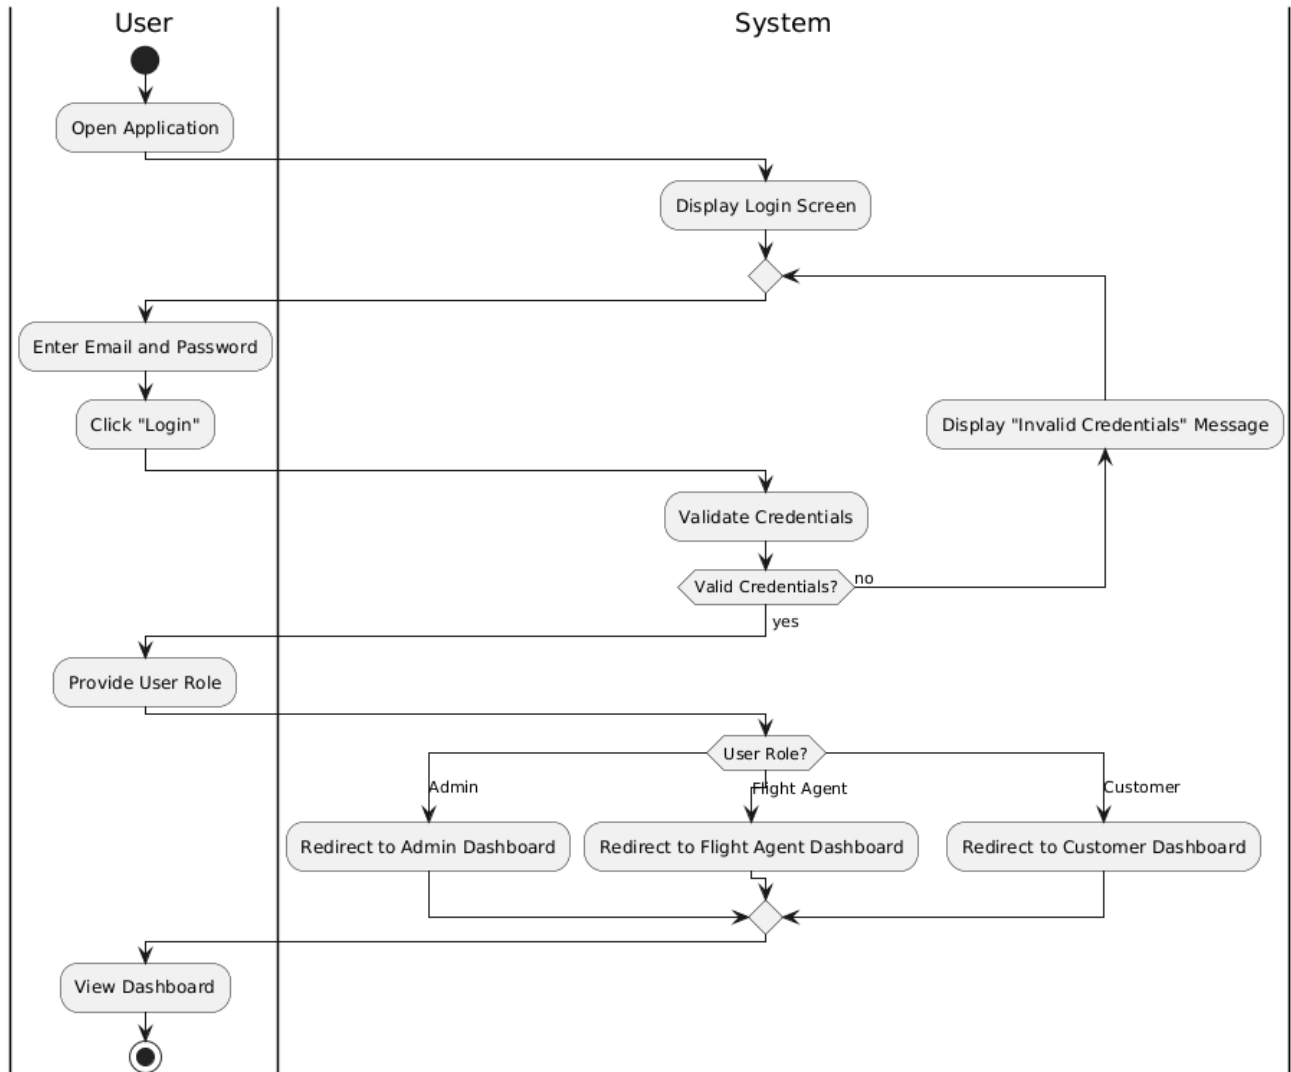 User
System
Open Application
Display Login Screen
Enter Email and Password
Click "Login"
Display "Invalid Credentials" Message
Validate Credentials
Valid Credentials?
no
yes
Provide User Role
User Role?
Admin
Flight Agent
Customer
Redirect to Admin Dashboard
Redirect to Flight Agent Dashboard
Redirect to Customer Dashboard
View Dashboard